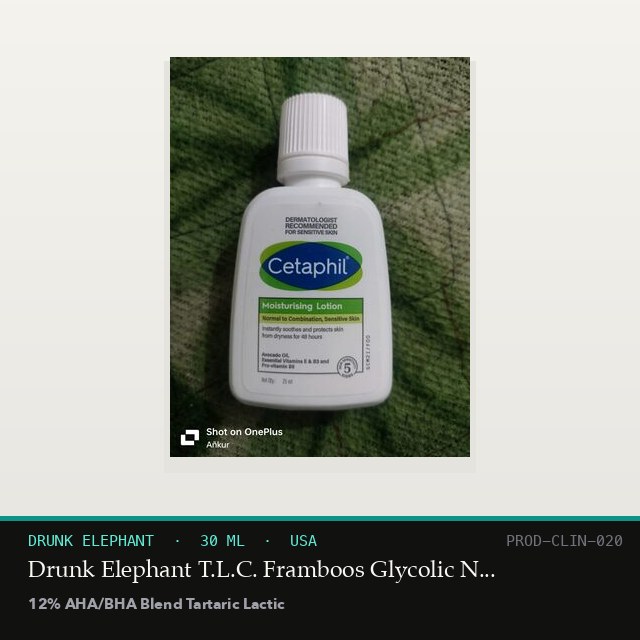 DERMATOLOGIST
RECOMMENDED
FOR SENSITIVE SKIN
Cetaphil
Moisturising Lotion
Normal to Combination, Sensitive Skin
Instantly soothes and protects skin
from dryness for 48 hours
Avocado Oil,
Essential Vitamins E & B3 and
Pro-vitamin B5
5
Shot on OnePlus
Añkur
DRUNK ELEPHANT · 30 ML · USA
PROD–CLIN–020
Drunk Elephant T.L.C. Framboos Glycolic N...
12% AHA/BHA Blend Tartaric Lactic